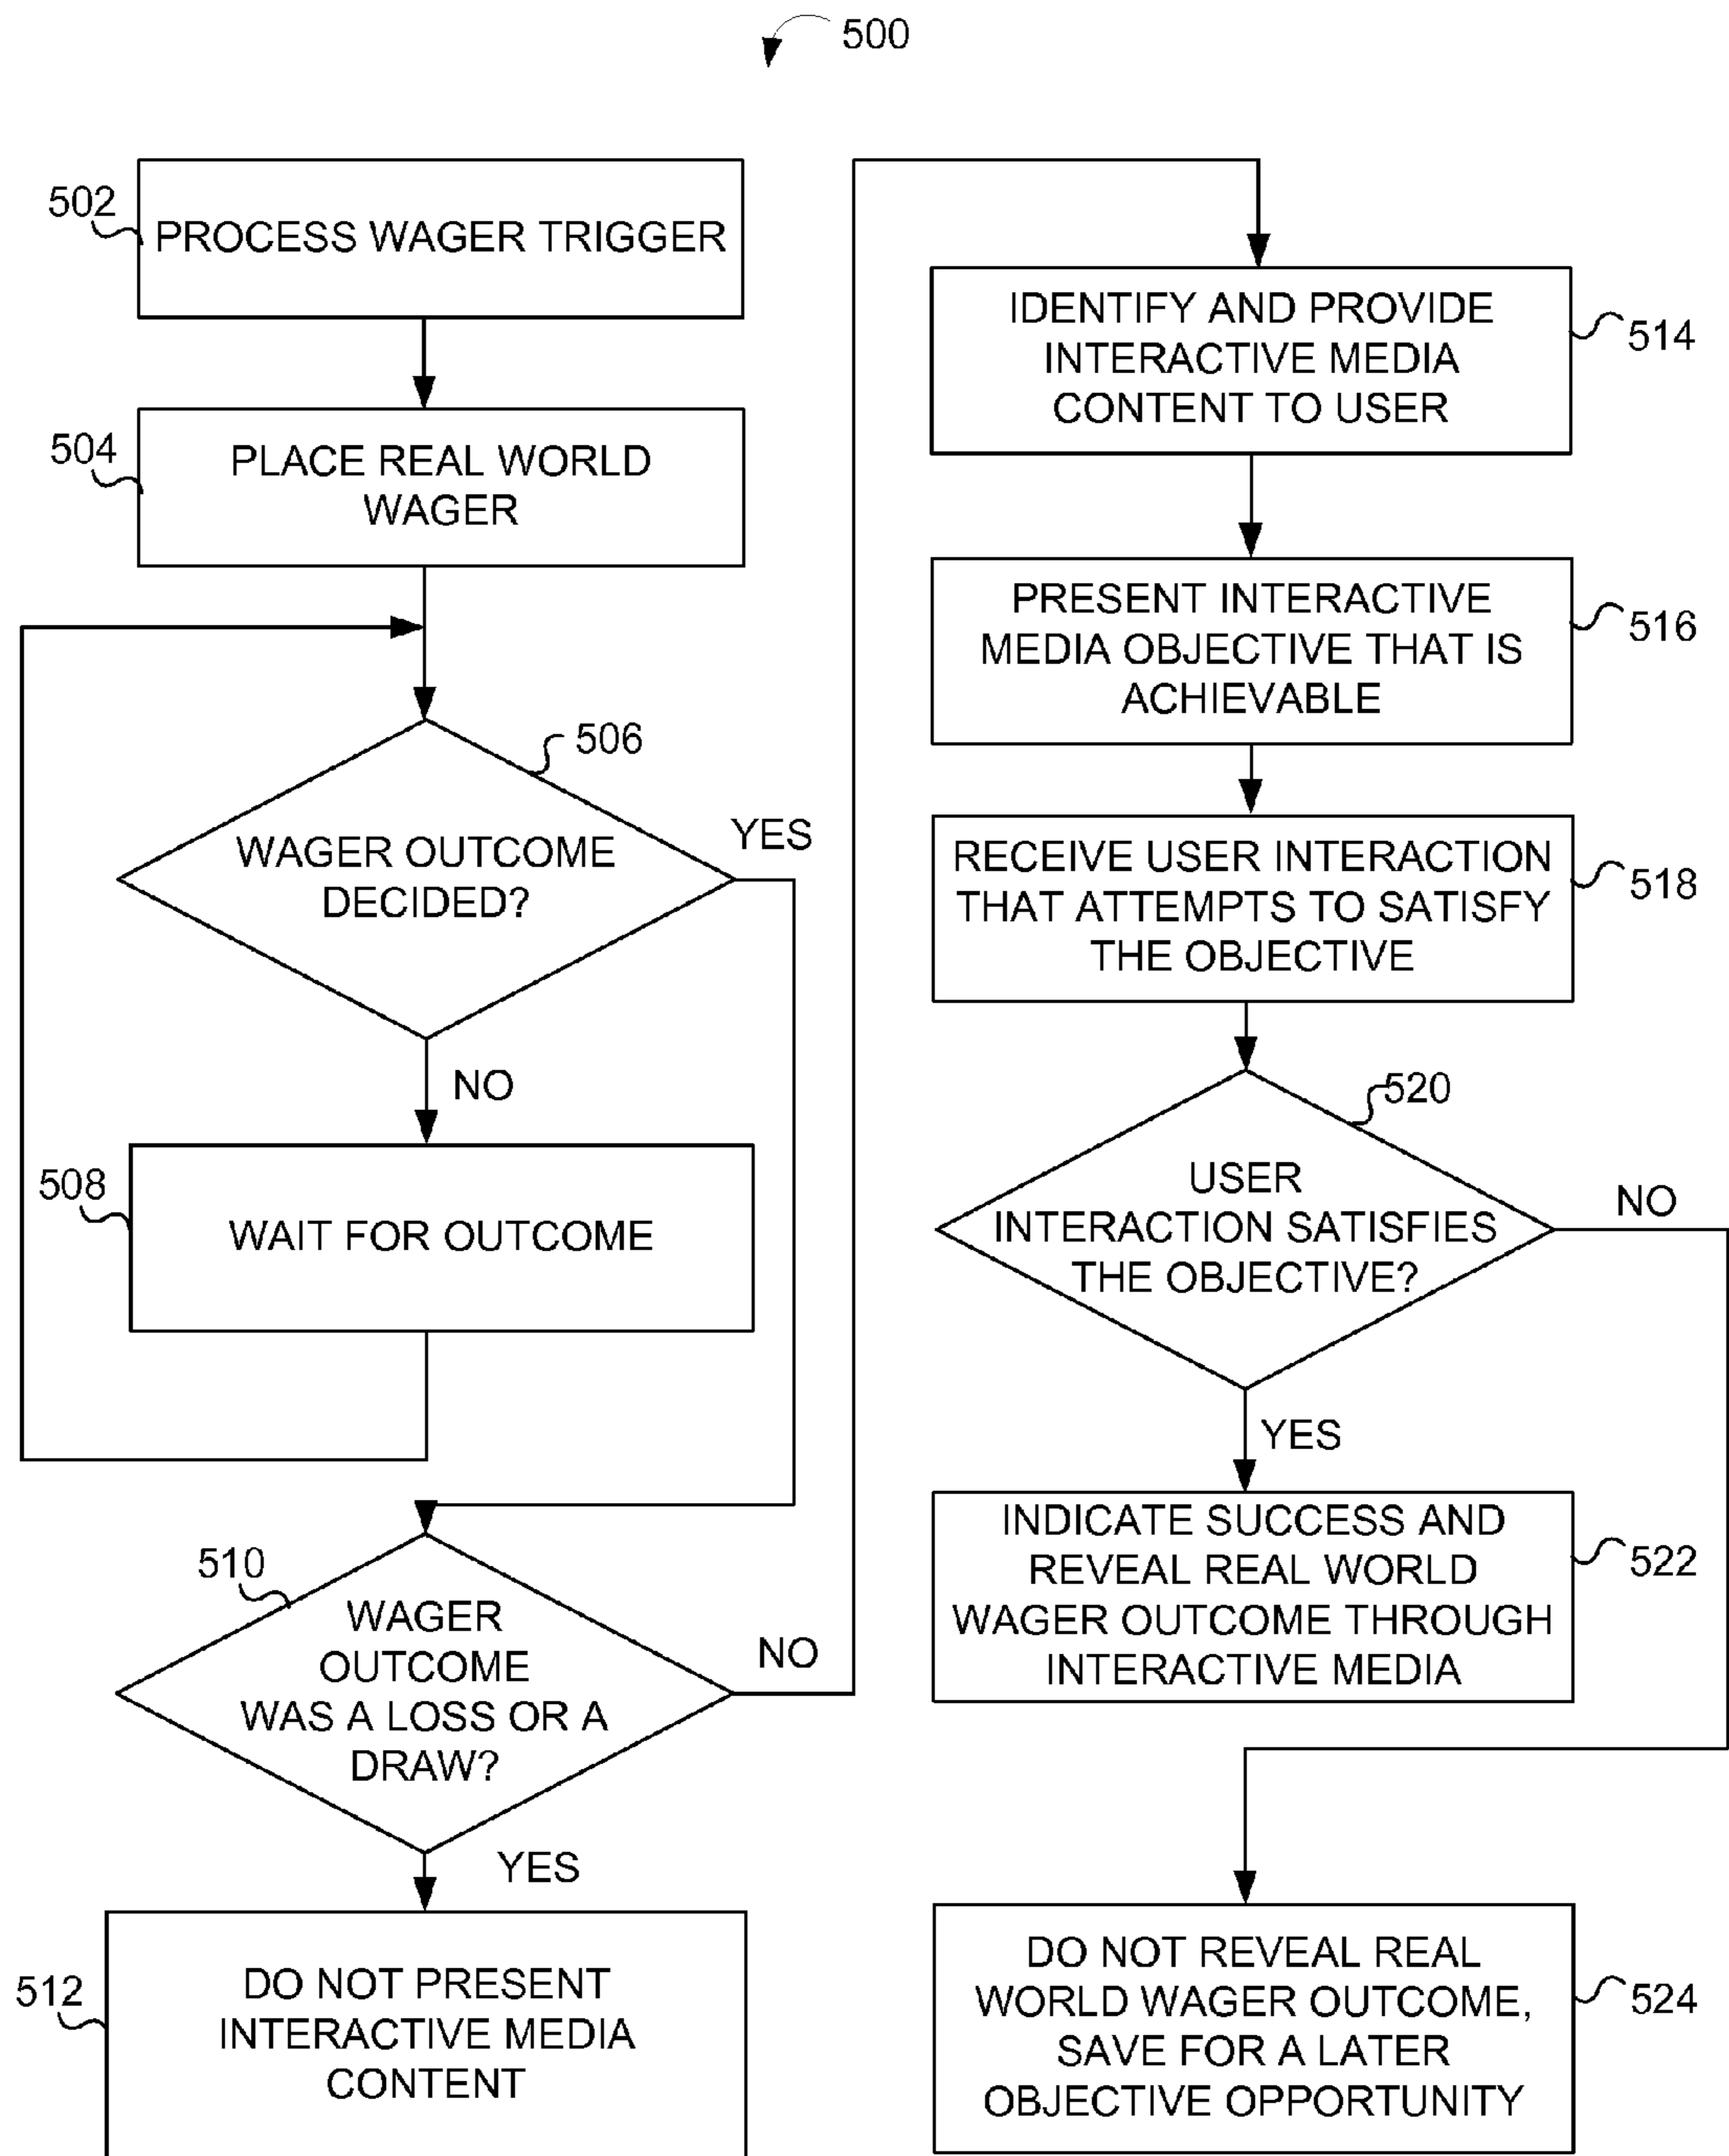 500
502
PROCESS WAGER TRIGGER
504
PLACE REAL WORLD
WAGER
506
WAGER OUTCOME
DECIDED?
YES
NO
508
WAIT FOR OUTCOME
510
WAGER
OUTCOME
WAS A LOSS OR A
DRAW?
NO
YES
512
DO NOT PRESENT
INTERACTIVE MEDIA
CONTENT
IDENTIFY AND PROVIDE
INTERACTIVE MEDIA
CONTENT TO USER
514
PRESENT INTERACTIVE
MEDIA OBJECTIVE THAT IS
ACHIEVABLE
516
RECEIVE USER INTERACTION
THAT ATTEMPTS TO SATISFY
THE OBJECTIVE
518
520
USER
INTERACTION SATISFIES
THE OBJECTIVE?
NO
YES
INDICATE SUCCESS AND
REVEAL REAL WORLD
WAGER OUTCOME THROUGH
INTERACTIVE MEDIA
522
DO NOT REVEAL REAL
WORLD WAGER OUTCOME,
SAVE FOR A LATER
OBJECTIVE OPPORTUNITY
524